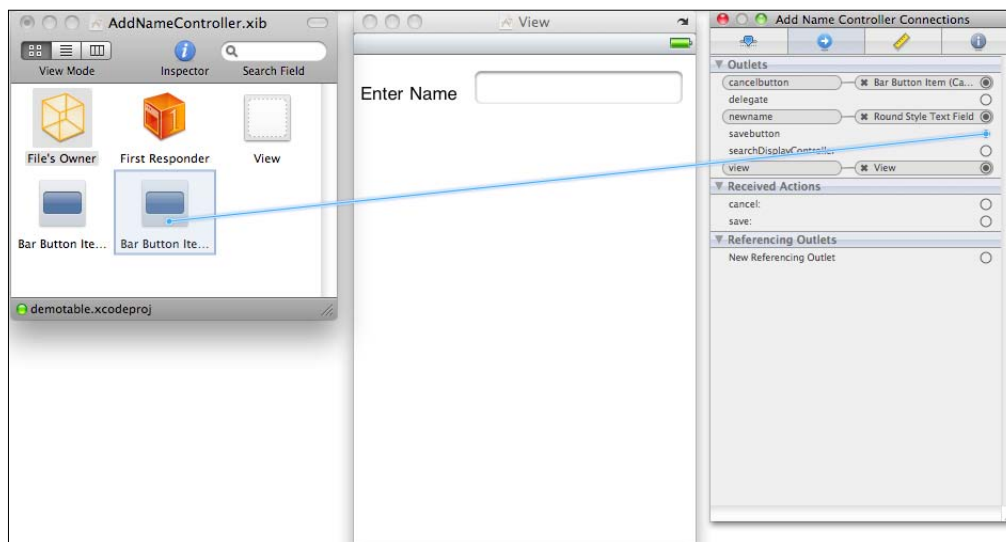 AddNameController.xib
View Mode
Inspector
Search Field
File's Owner
First Responder
View
Bar Button Ite...
Bar Button Ite...
demotable.xcodeproj
View
Enter Name
Add Name Controller Connections
Outlets
cancelbutton
Bar Button Item (Ca...
delegate
newname
Round Style Text Field
savebutton
searchDisplayController
view
View
Received Actions
cancel:
save:
Referencing Outlets
New Referencing Outlet